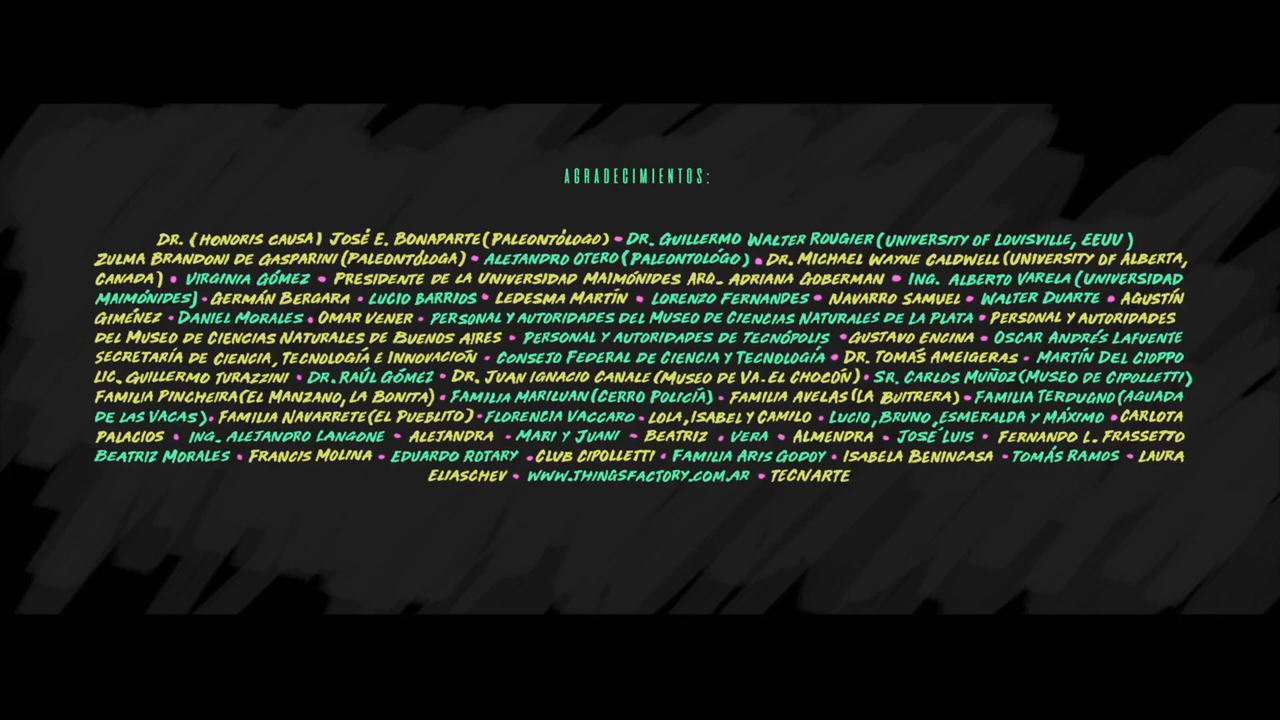 AGRADECIMIENTOS:
DR. (HONORIS CAUSA) JOSÉ E. BONAPARTE (PALEONTÓLOGO) • DR. GUILLERMO WALTER ROUGIER (UNIVERSITY OF LOUISVILLE, EEUU)
ZULMA BRANDONI DE GASPARINI (PALEONTÓLOGA) • ALEJANDRO OTERO (PALEONTOLÓGO) • DR. MICHAEL WAYNE CALDWELL (UNIVERSITY OF ALBERTA,
CANADA) • VIRGINIA GÓMEZ • PRESIDENTE DE LA UNIVERSIDAD MAIMÓNIDES ARQ. ADRIANA GOBERMAN • ING. ALBERTO VARELA (UNIVERSIDAD
MAIMÓNIDES) • GERMÁN BERGARA • LUCIO BARRIOS • LEDESMA MARTÍN • LORENZO FERNANDES • NAVARRO SAMUEL • WALTER DUARTE • AGUSTÍN
GIMÉNEZ • DANIEL MORALES • OMAR VENER • PERSONAL Y AUTORIDADES DEL MUSEO DE CIENCIAS NATURALES DE LA PLATA • PERSONAL Y AUTORIDADES
DEL MUSEO DE CIENCIAS NATURALES DE BUENOS AIRES • PERSONAL Y AUTORIDADES DE TECNÓPOLIS • GUSTAVO ENCINA • OSCAR ANDRÉS LAFUENTE
SECRETARÍA DE CIENCIA, TECNOLOGÍA E INNOVACIÓN • CONSEJO FEDERAL DE CIENCIA Y TECNOLOGÍA • DR. TOMÁS AMEIGERAS • MARTÍN DEL CIOPPO
LIC. GUILLERMO TURAZZINI • DR. RAÚL GÓMEZ • DR. JUAN IGNACIO CANALE (MUSEO DE VA. EL CHOCÓN) • SR. CARLOS MUÑOZ (MUSEO DE CIPOLLETTI)
FAMILIA PINCHEIRA (EL MANZANO, LA BONITA) • FAMILIA MARILUAN (CERRO POLICÍA) • FAMILIA AVELAS (LA BUITRERA) • FAMILIA TERDUGNO (AGUADA
DE LAS VACAS) • FAMILIA NAVARRETE (EL PUEBLITO) • FLORENCIA VACCARO • LOLA, ISABEL Y CAMILO • LUCIO, BRUNO, ESMERALDA Y MÁXIMO • CARLOTA
PALACIOS • ING. ALEJANDRO LANGONE • ALEJANDRA • MARI Y JUANI • BEATRIZ • VERA • ALMENDRA • JOSÉ LUIS • FERNANDO L. FRASSETTO
BEATRIZ MORALES • FRANCIS MOLINA • EDUARDO ROTARY • CLUB CIPOLLETTI • FAMILIA ARIS GODOY • ISABELA BENINCASA • TOMÁS RAMOS • LAURA
ELIASCHEV • WWW.THINGSFACTORY.COM.AR • TECNARTE